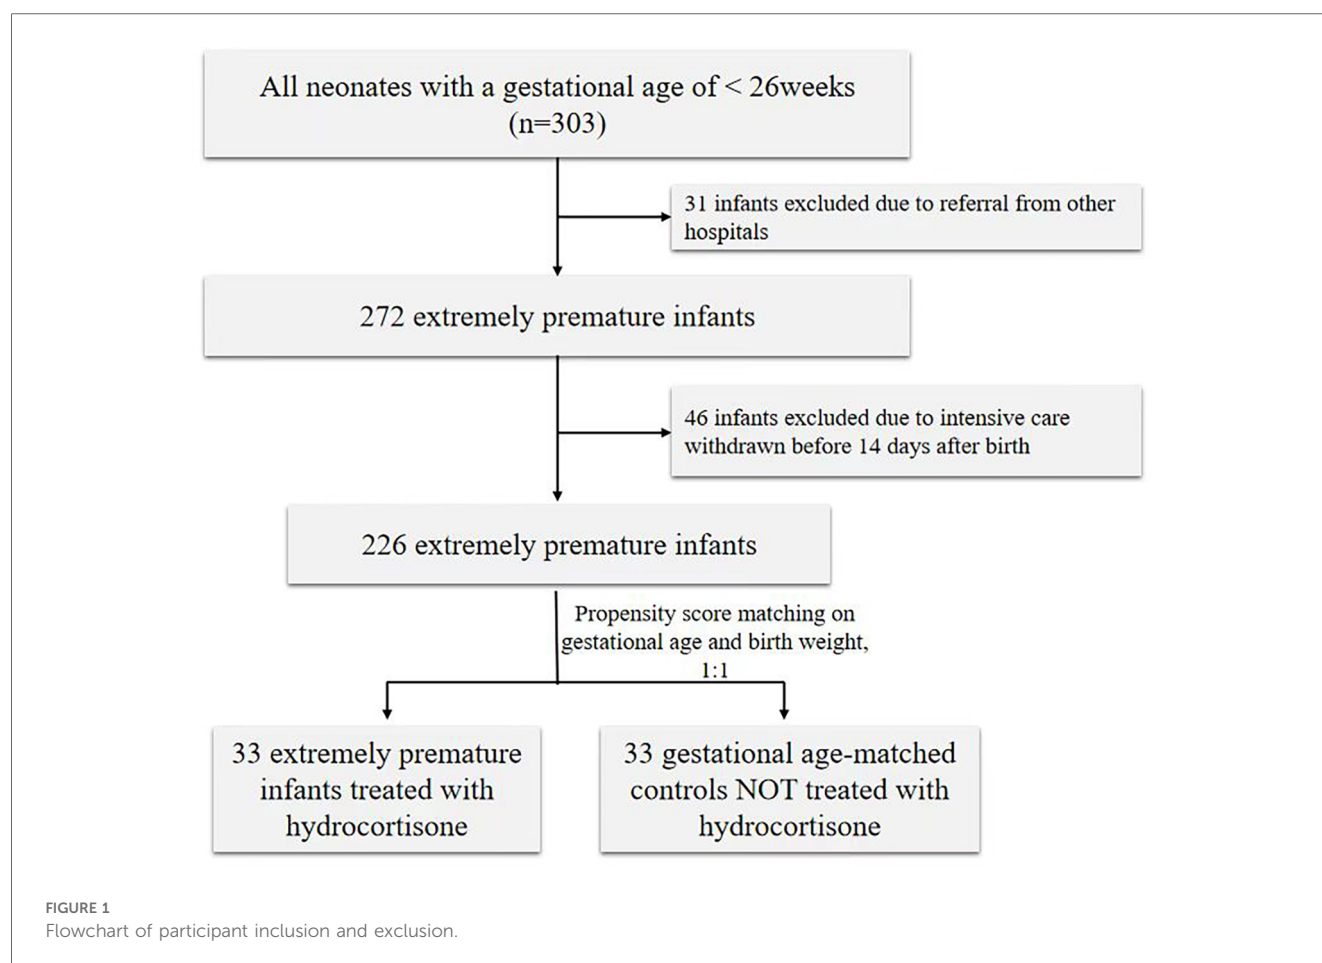 All neonates with a gestational age of < 26weeks
(n=303)
31 infants excluded due to referral from other
hospitals
272 extremely premature infants
46 infants excluded due to intensive care
withdrawn before 14 days after birth
226 extremely premature infants
Propensity score matching on
gestational age and birth weight,
1:1
33 extremely premature
infants treated with
hydrocortisone
33 gestational age-matched
controls NOT treated with
hydrocortisone
FIGURE 1
Flowchart of participant inclusion and exclusion.